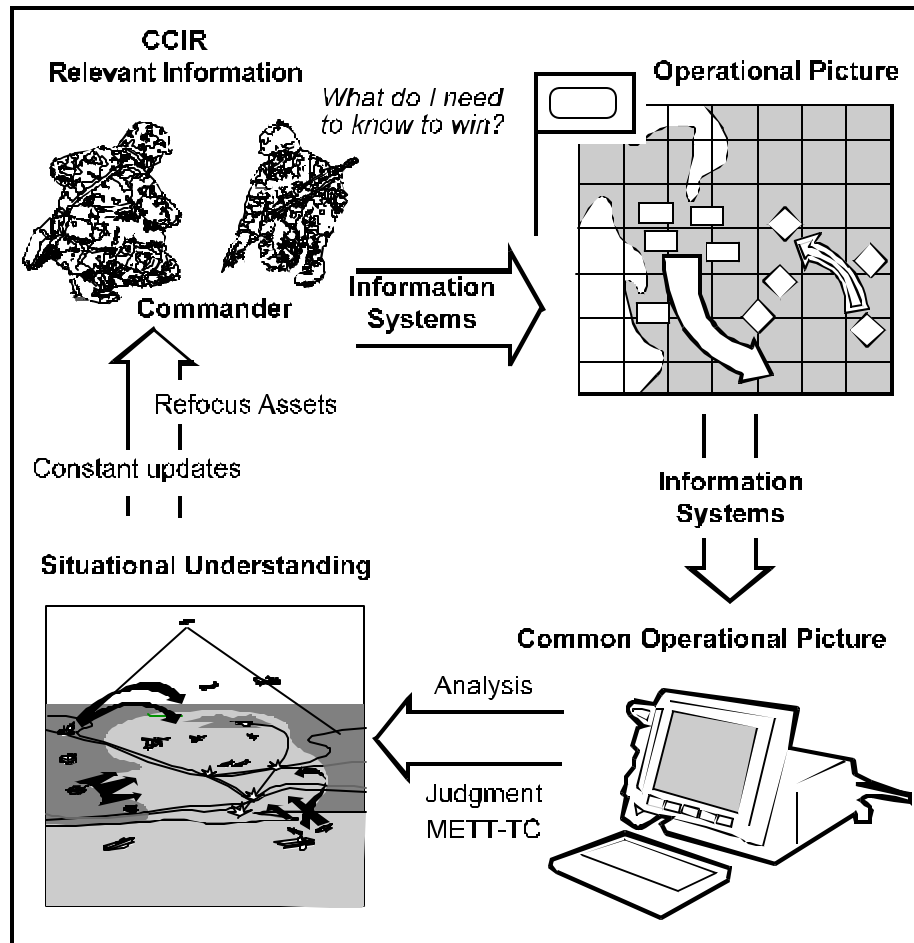 CCIR
Relevant Information
What do I need
to know to win?
Commander
Information
Systems
Operational Picture
Information
Systems
Common Operational Picture
Analysis
Judgment
METT-TC
Situational Understanding
Constant updates
Refocus Assets